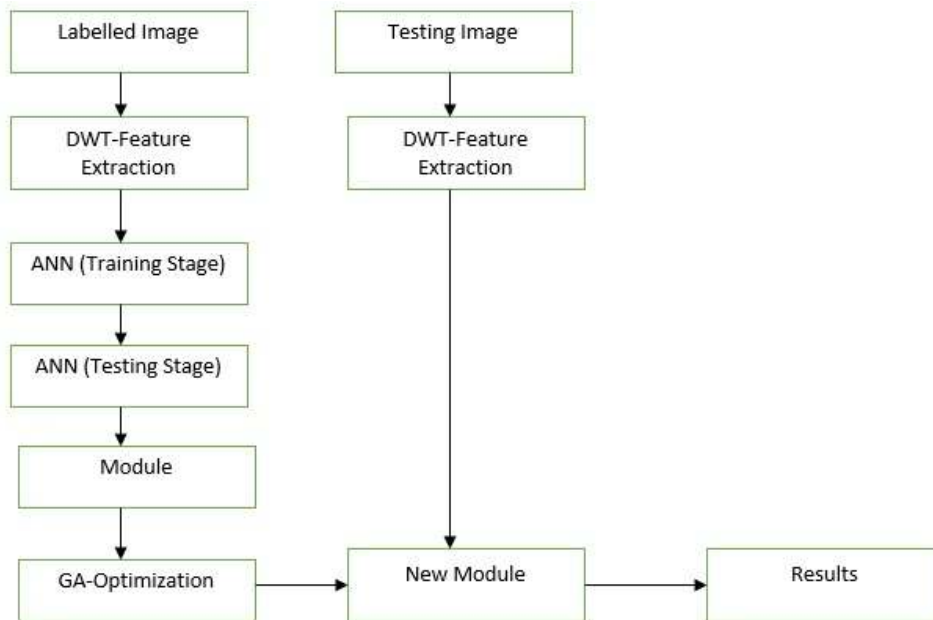 Labelled Image
Testing Image
DWT-Feature
Extraction
DWT-Feature
Extraction
ANN (Training Stage)
ANN (Testing Stage)
Module
GA-Optimization
New Module
Results